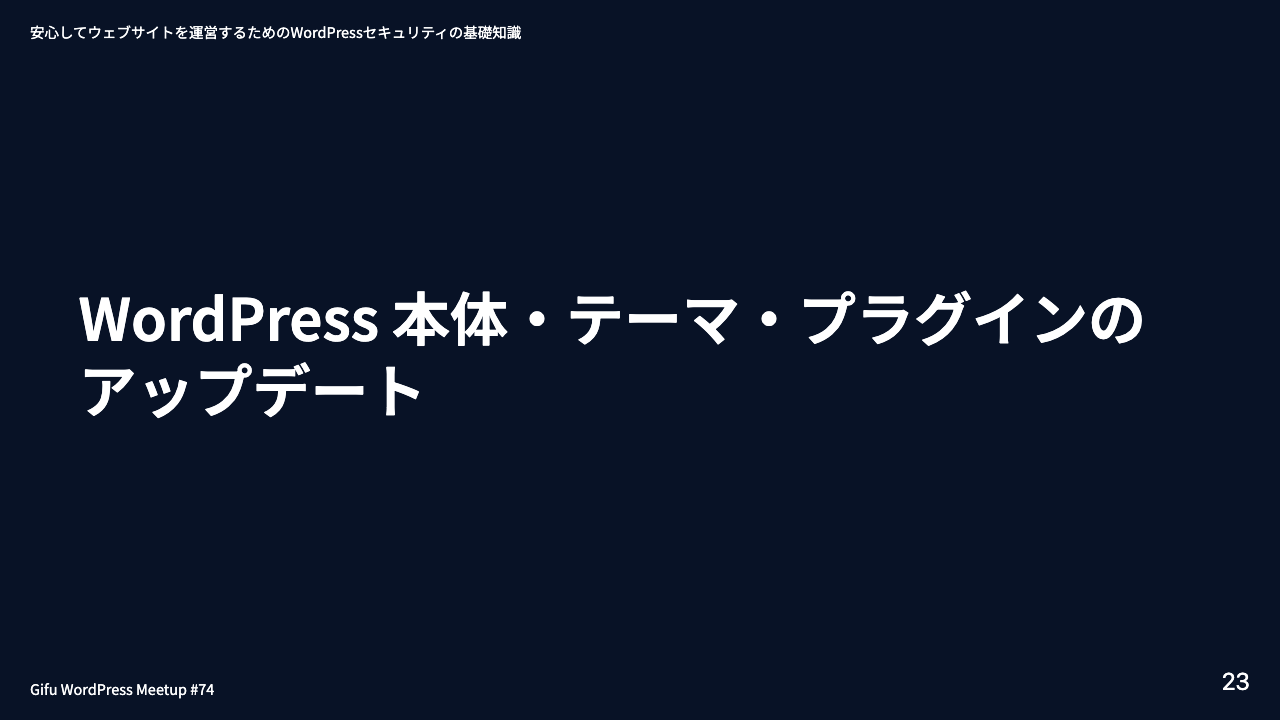 安心してウェブサイトを運営するためのWordPressセキュリティの基礎知識
WordPress 本体・テーマ・プラグインの
アップデート
Gifu WordPress Meetup #74
23